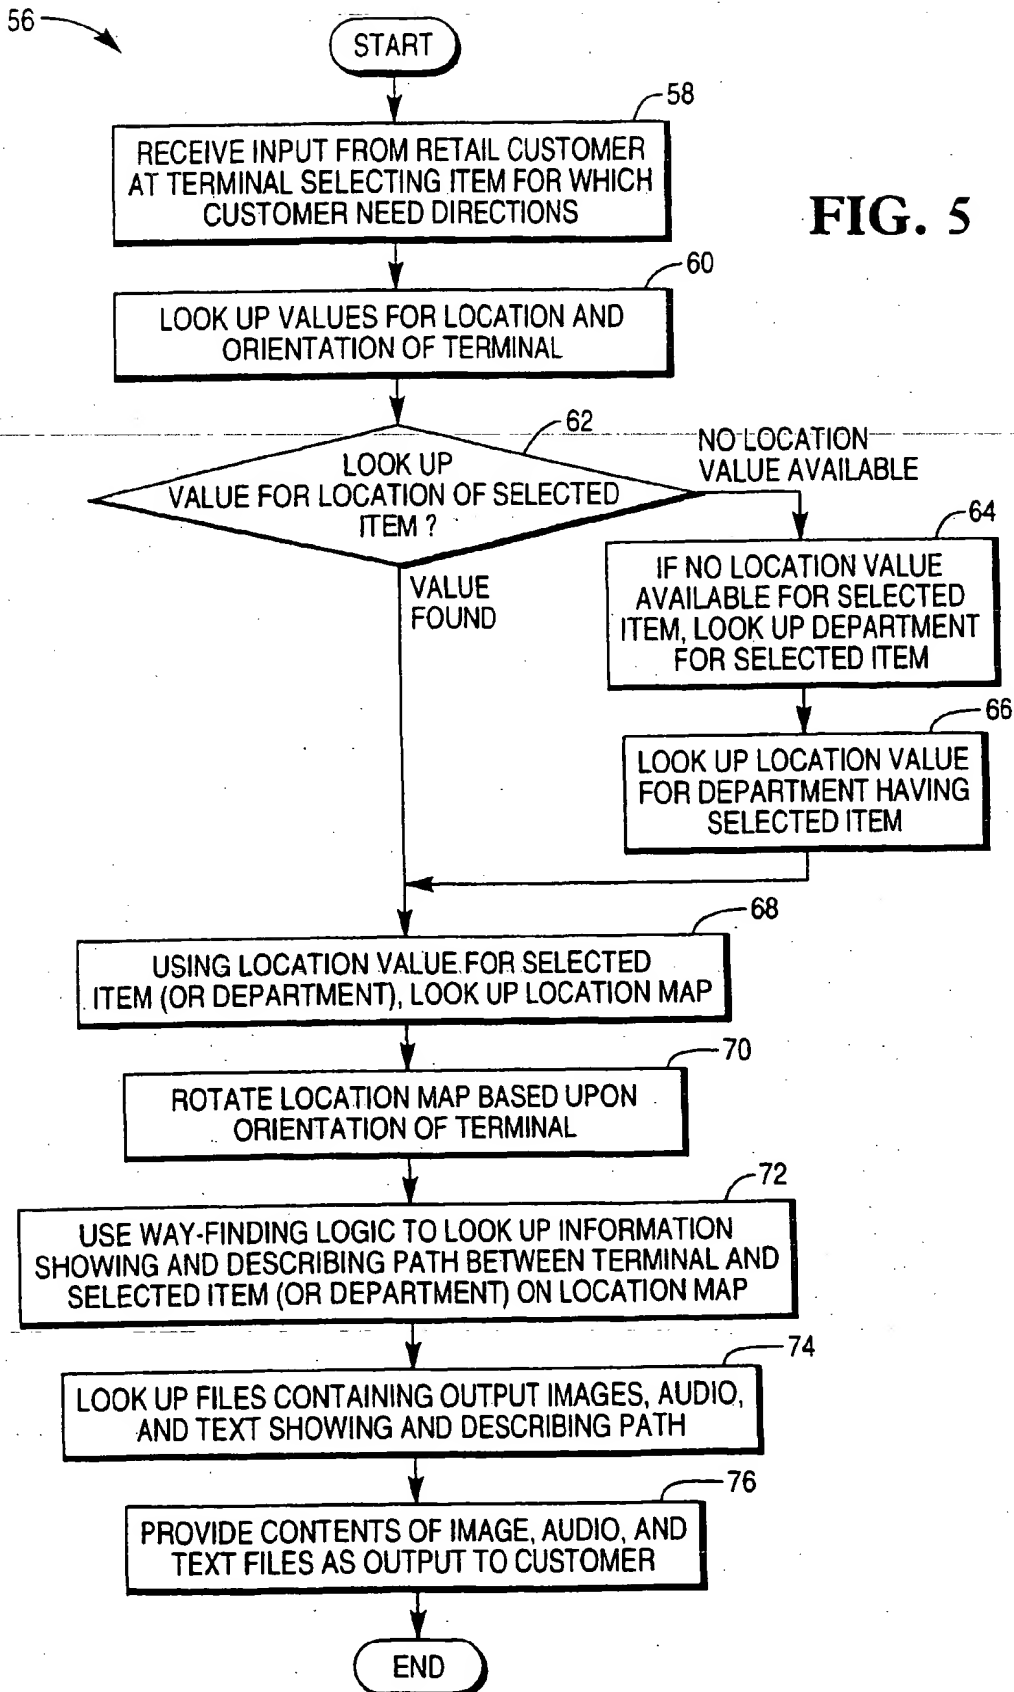 56
START
58
RECEIVE INPUT FROM RETAIL CUSTOMER
AT TERMINAL SELECTING ITEM FOR WHICH
CUSTOMER NEED DIRECTIONS
FIG. 5
60
LOOK UP VALUES FOR LOCATION AND
ORIENTATION OF TERMINAL
62
LOOK UP
VALUE FOR LOCATION OF SELECTED
ITEM ?
NO LOCATION
VALUE AVAILABLE
VALUE
FOUND
64
IF NO LOCATION VALUE
AVAILABLE FOR SELECTED
ITEM, LOOK UP DEPARTMENT
FOR SELECTED ITEM
66
LOOK UP LOCATION VALUE
FOR DEPARTMENT HAVING
SELECTED ITEM
68
USING LOCATION VALUE FOR SELECTED
ITEM (OR DEPARTMENT), LOOK UP LOCATION MAP
70
ROTATE LOCATION MAP BASED UPON
ORIENTATION OF TERMINAL
72
USE WAY-FINDING LOGIC TO LOOK UP INFORMATION
SHOWING AND DESCRIBING PATH BETWEEN TERMINAL AND
SELECTED ITEM (OR DEPARTMENT) ON LOCATION MAP
74
LOOK UP FILES CONTAINING OUTPUT IMAGES, AUDIO,
AND TEXT SHOWING AND DESCRIBING PATH
76
PROVIDE CONTENTS OF IMAGE, AUDIO, AND
TEXT FILES AS OUTPUT TO CUSTOMER
END